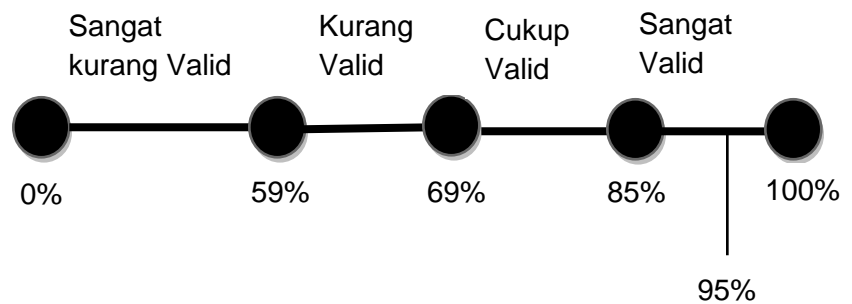 Sangat
kurang Valid
Kurang
Valid
Cukup
Valid
Sangat
Valid
0%
59%
69%
85%
100%
95%